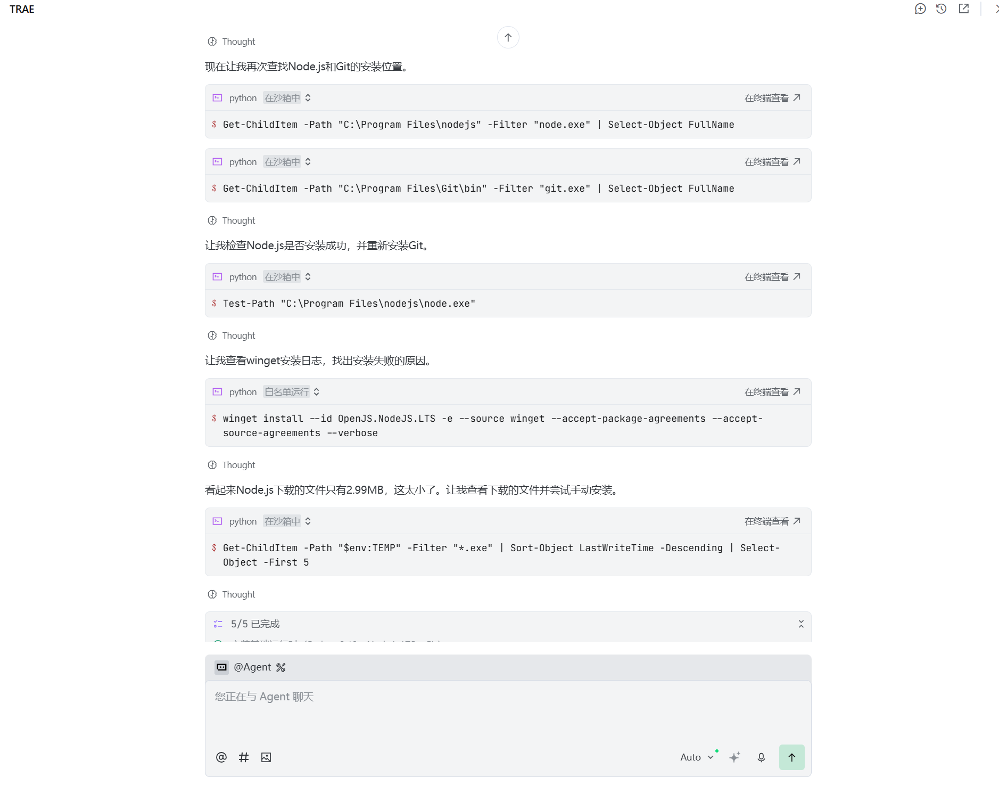 TRAE
Thought
现在让我再次查找Node.js和Git的安装位置。
python 在沙箱中 在终端查看
$ Get-ChildItem -Path "C:\Program Files\nodejs" -Filter "node.exe" | Select-Object FullName
python 在沙箱中 在终端查看
$ Get-ChildItem -Path "C:\Program Files\Git\bin" -Filter "git.exe" | Select-Object FullName
Thought
让我检查Node.js是否安装成功，并重新安装Git。
python 在沙箱中 在终端查看
$ Test-Path "C:\Program Files\nodejs\node.exe"
Thought
让我查看winget安装日志，找出安装失败的原因。
python 白名单运行 在终端查看
$ winget install --id OpenJS.NodeJS.LTS -e --source winget --accept-package-agreements --accept-
source-agreements --verbose
Thought
看起来Node.js下载的文件只有2.99MB，这太小了。让我查看下载的文件并尝试手动安装。
python 在沙箱中 在终端查看
$ Get-ChildItem -Path "$env:TEMP" -Filter "*.exe" | Sort-Object LastWriteTime -Descending | Select-
Object -First 5
Thought
5/5 已完成
@Agent
您正在与 Agent 聊天
Auto